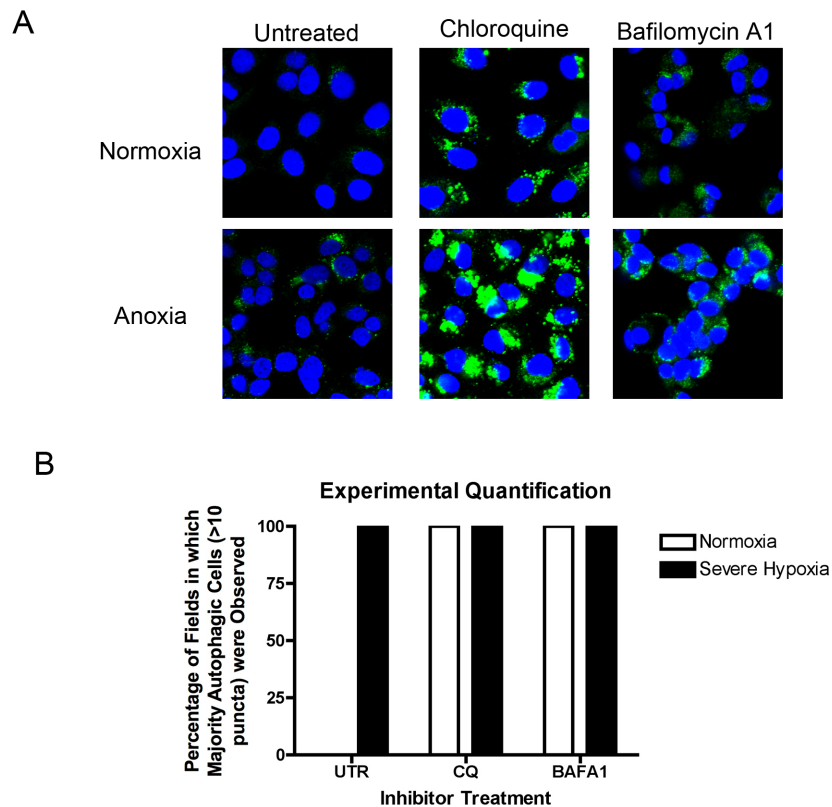 A
Untreated
Chloroquine
Bafilomycin A1
Normoxia
Anoxia
B
Experimental Quantification
Percentage of Fields in which
Majority Autophagic Cells (>10
puncta) were Observed
100
75
50
25
0
UTR
CQ
BAFA1
Inhibitor Treatment
Normoxia
Severe Hypoxia